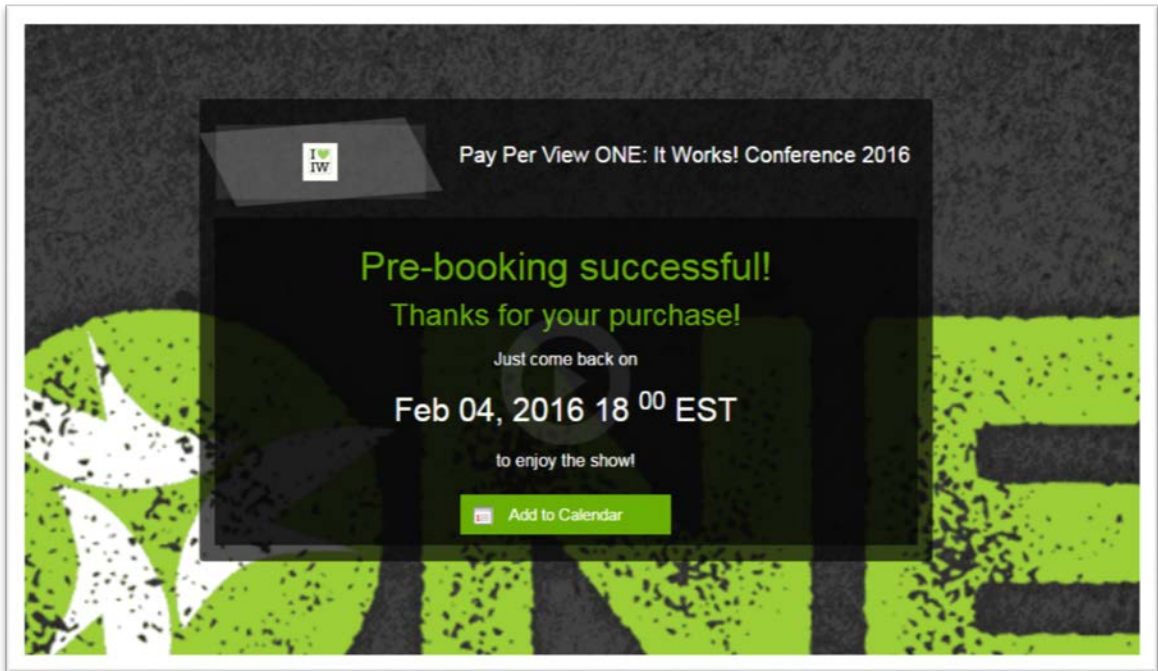 I 💚
IW
Pay Per View ONE: It Works! Conference 2016
Pre-booking successful!
Thanks for your purchase!
Just come back on
Feb 04, 2016 18 00 EST
to enjoy the show!
Add to Calendar
ONE